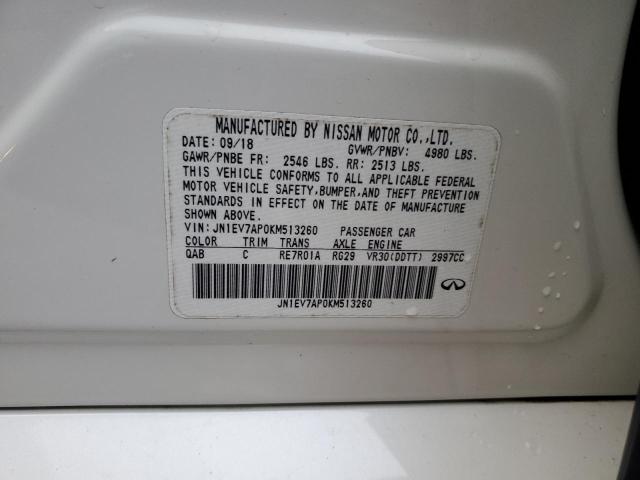 MANUFACTURED BY NISSAN MOTOR CO.,LTD.
DATE: 09/18 GVWR/PNBV: 4980 LBS.
GAWR/PNBE FR: 2546 LBS. RR: 2513 LBS.
THIS VEHICLE CONFORMS TO ALL APPLICABLE FEDERAL
MOTOR VEHICLE SAFETY,BUMPER,AND THEFT PREVENTION
STANDARDS IN EFFECT ON THE DATE OF MANUFACTURE
SHOWN ABOVE.
VIN: JN1EV7AP0KM513260 PASSENGER CAR
COLOR TRIM TRANS AXLE ENGINE
QAB C RE7R01A RG29 VR30(DDTT) 2997CC
JN1EV7AP0KM513260